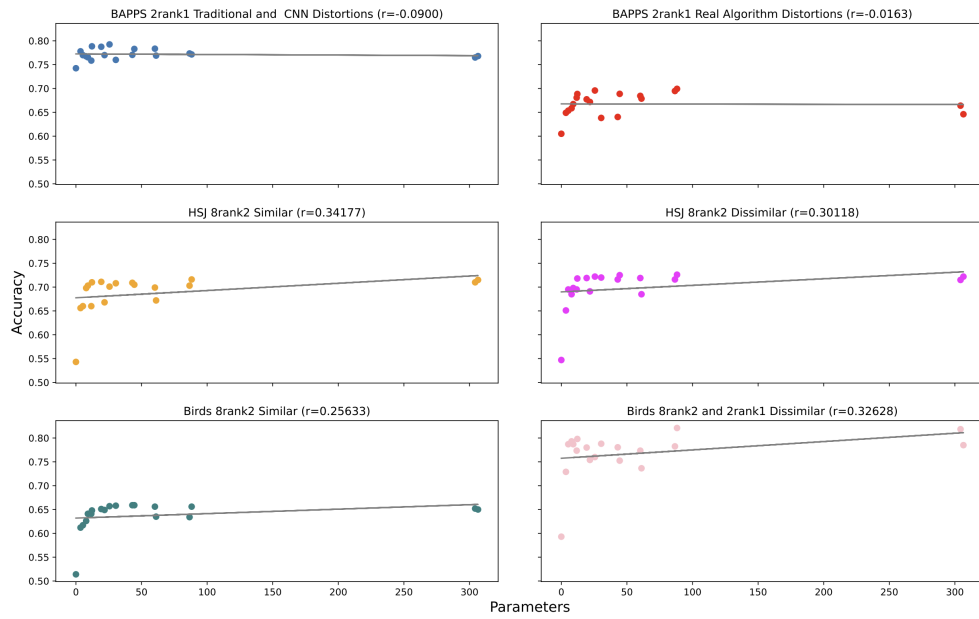 BAPPS 2rank1 Traditional and  CNN Distortions (r=-0.0900)
BAPPS 2rank1 Real Algorithm Distortions (r=-0.0163)
0.80
0.75
0.70
0.65
0.60
0.55
0.50
HSJ 8rank2 Similar (r=0.34177)
HSJ 8rank2 Dissimilar (r=0.30118)
Accuracy
0.80
0.75
0.70
0.65
0.60
0.55
0.50
Birds 8rank2 Similar (r=0.25633)
Birds 8rank2 and 2rank1 Dissimilar (r=0.32628)
0.80
0.75
0.70
0.65
0.60
0.55
0.50
0 50 100 150 200 250 300
0 50 100 150 200 250 300
Parameters